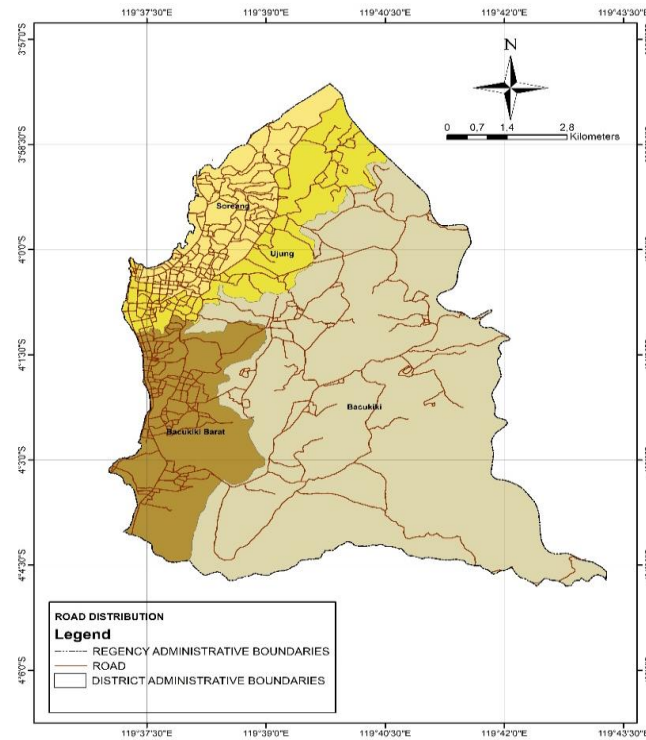 119°37'30"E 119°39'0"E 119°40'30"E 119°42'0"E 119°43'30"E
3°57'0"S
N
0 0,7 1,4 2,8
Kilometers
3°58'30"S
Soreang
4°0'0"S
Ujung
4°1'30"S
Bacukiki
Bacukiki Barat
4°3'0"S
4°4'30"S
ROAD DISTRIBUTION
Legend
REGENCY ADMINISTRATIVE BOUNDARIES
ROAD
DISTRICT ADMINISTRATIVE BOUNDARIES
4°6'0"S
119°37'30"E 119°39'0"E 119°40'30"E 119°42'0"E 119°43'30"E